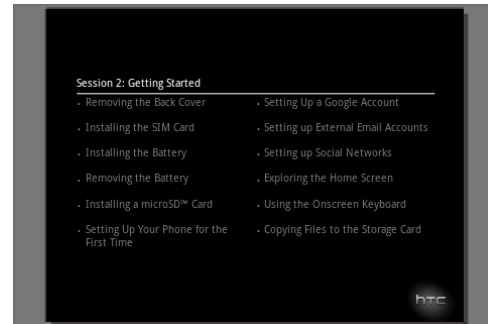 Session 2: Getting Started
Removing the Back Cover
Installing the SIM Card
Installing the Battery
Removing the Battery
Installing a microSD™ Card
Setting Up Your Phone for the
First Time
Setting Up a Google Account
Setting up External Email Accounts
Setting up Social Networks
Exploring the Home Screen
Using the Onscreen Keyboard
Copying Files to the Storage Card
hTC